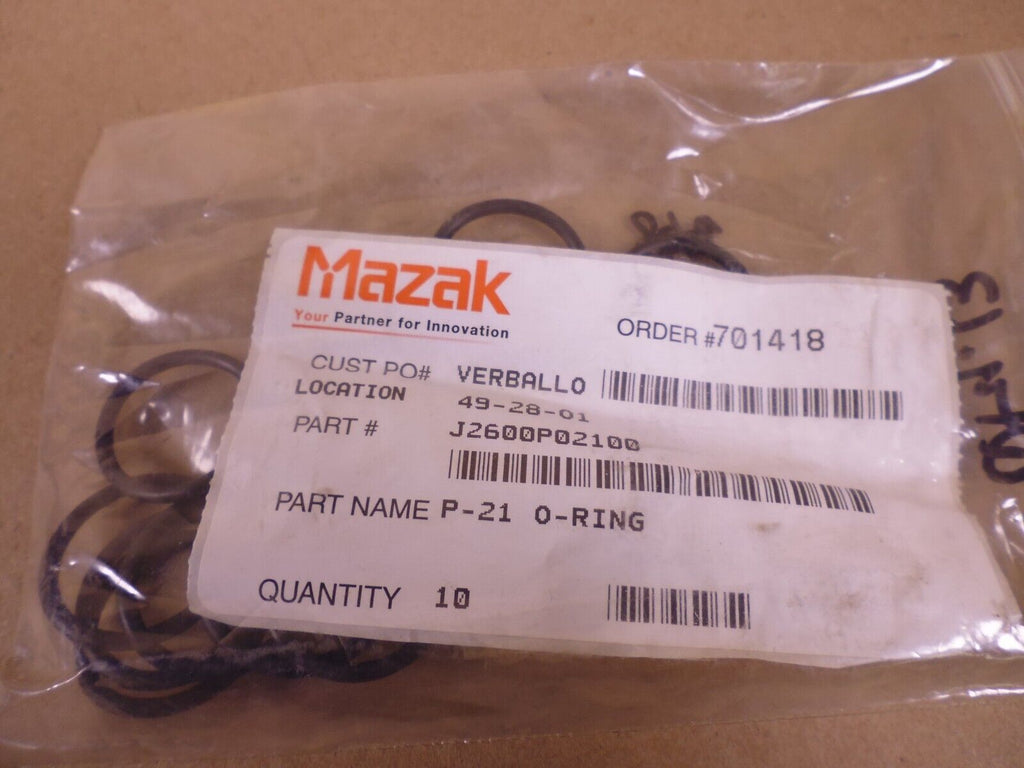 Mazak
Your Partner for Innovation
ORDER #701418
CUST PO# VERBALLO
LOCATION 49-28-01
PART # J2600P02100
PART NAME P-21 O-RING
QUANTITY 10